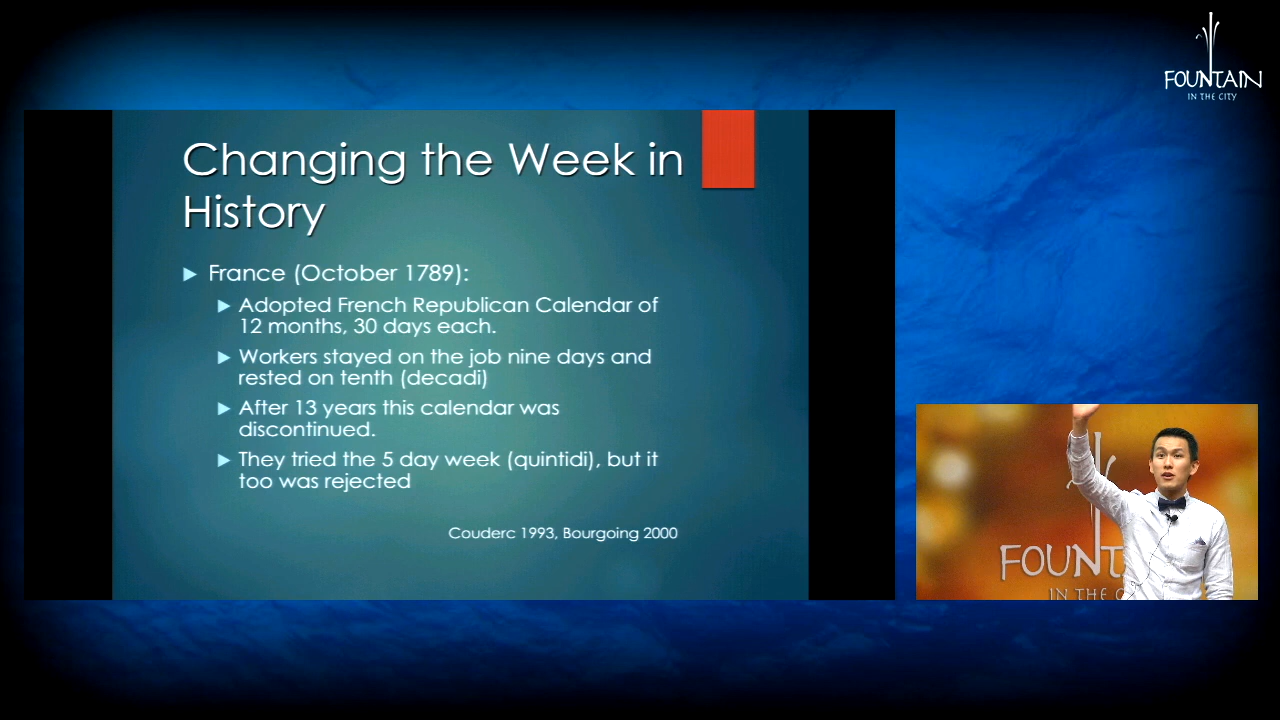 FOUNTAIN
IN THE CITY
Changing the Week in
History
France (October 1789):
Adopted French Republican Calendar of
12 months, 30 days each.
Workers stayed on the job nine days and
rested on tenth (decadi)
After 13 years this calendar was
discontinued.
They tried the 5 day week (quintidi), but it
too was rejected
Couderc 1993, Bourgoing 2000
FOUNT
IN THE C